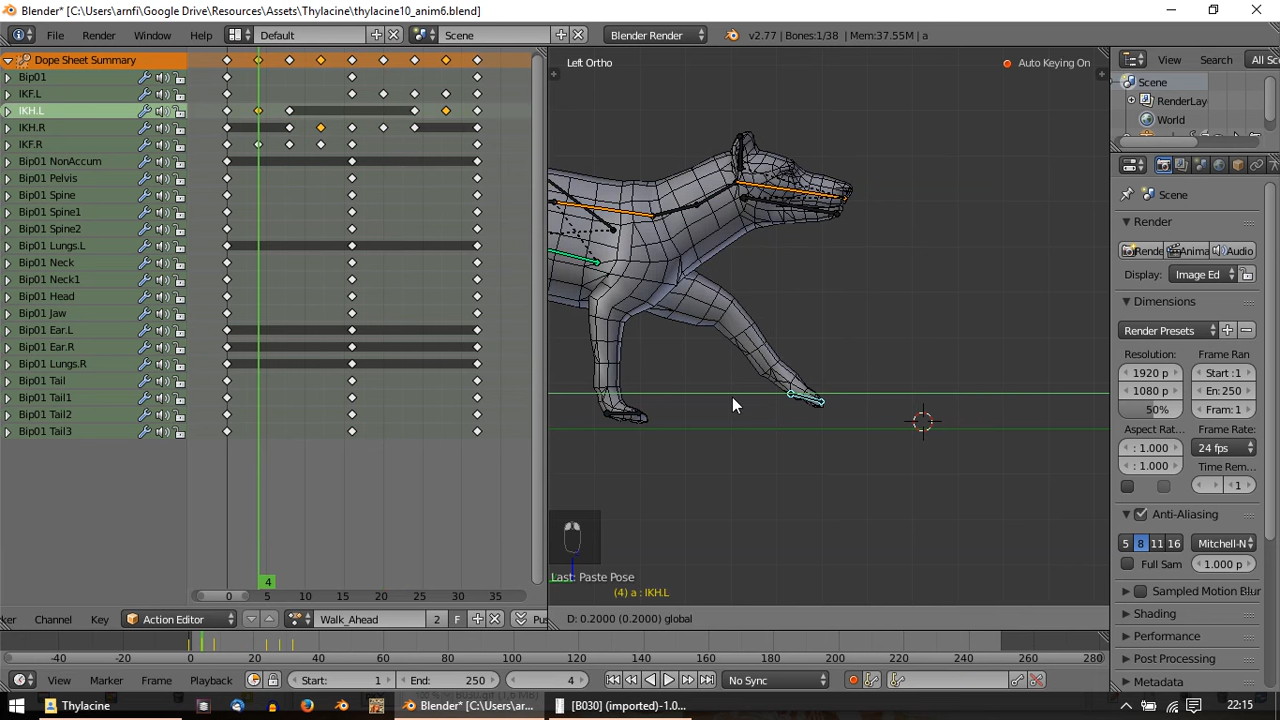 Blender* [C:\Users\arnfi\Google Drive\Resources\Assets\Thylacine\thylacine10_anim6.blend]
File Render Window Help Default Scene Blender Render v2.77 | Bones:1/38 | Mem:37.55M | a
Dope Sheet Summary
Bip01
IKF.L
IKH.L
IKH.R
IKF.R
Bip01 NonAccum
Bip01 Pelvis
Bip01 Spine
Bip01 Spine1
Bip01 Spine2
Bip01 Lungs.L
Bip01 Neck
Bip01 Neck1
Bip01 Head
Bip01 Jaw
Bip01 Ear.L
Bip01 Ear.R
Bip01 Lungs.R
Bip01 Tail
Bip01 Tail1
Bip01 Tail2
Bip01 Tail3
4
0 5 10 15 20 25 30 35
ker Channel Key Action Editor Walk_Ahead 2 F Pus
Left Ortho
Auto Keying On
Last: Paste Pose
(4) a : IKH.L
D: 0.2000 (0.2000) global
View Search All Sc
Scene
RenderLay
World
Scene
Render
Rende Anima Audio
Display: Image Ed
Dimensions
Render Presets
Resolution: Frame Ran
1920 p Start :1
1080 p En: 250
50% Fram: 1
Aspect Rat... Frame Rate:
: 1.000 24 fps
: 1.000 Time Rem...
1
Anti-Aliasing
5 8 11 16 Mitchell-N
Full Sam 1.000 p
Sampled Motion Blur
Shading
Performance
Post Processing
Metadata
-40 -20 0 20 40 60 80 100 120 140 160 180 200 220 240 260 280
View Marker Frame Playback Start: 1 End: 250 4 No Sync
Thylacine Blender* [C:\Users\ar... [B030] (imported)-1.0... 22:15